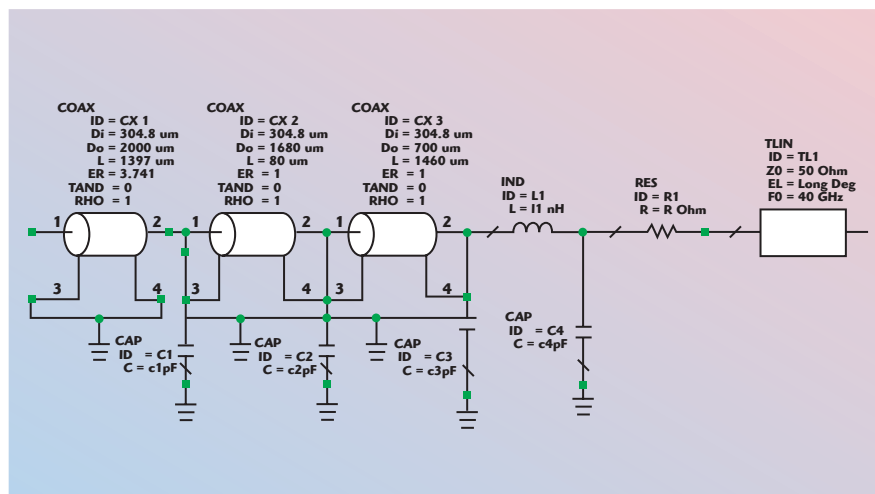 COAX
ID = CX 1
Di = 304.8 um
Do = 2000 um
L = 1397 um
ER = 3.741
TAND = 0
RHO = 1
COAX
ID = CX 2
Di = 304.8 um
Do = 1680 um
L = 80 um
ER = 1
TAND = 0
RHO = 1
COAX
ID = CX 3
Di = 304.8 um
Do = 700 um
L = 1460 um
ER = 1
TAND = 0
RHO = 1
IND
ID = L1
L = l1 nH
RES
ID = R1
R = R Ohm
TLIN
ID = TL1
Z0 = 50 Ohm
EL = Long Deg
F0 = 40 GHz
1 2 1 2 1 2
3 4 3 4 3 4
CAP
ID = C1
C = c1pF
CAP
ID = C2
C = c2pF
CAP
ID = C3
C = c3pF
CAP
ID = C4
C = c4pF